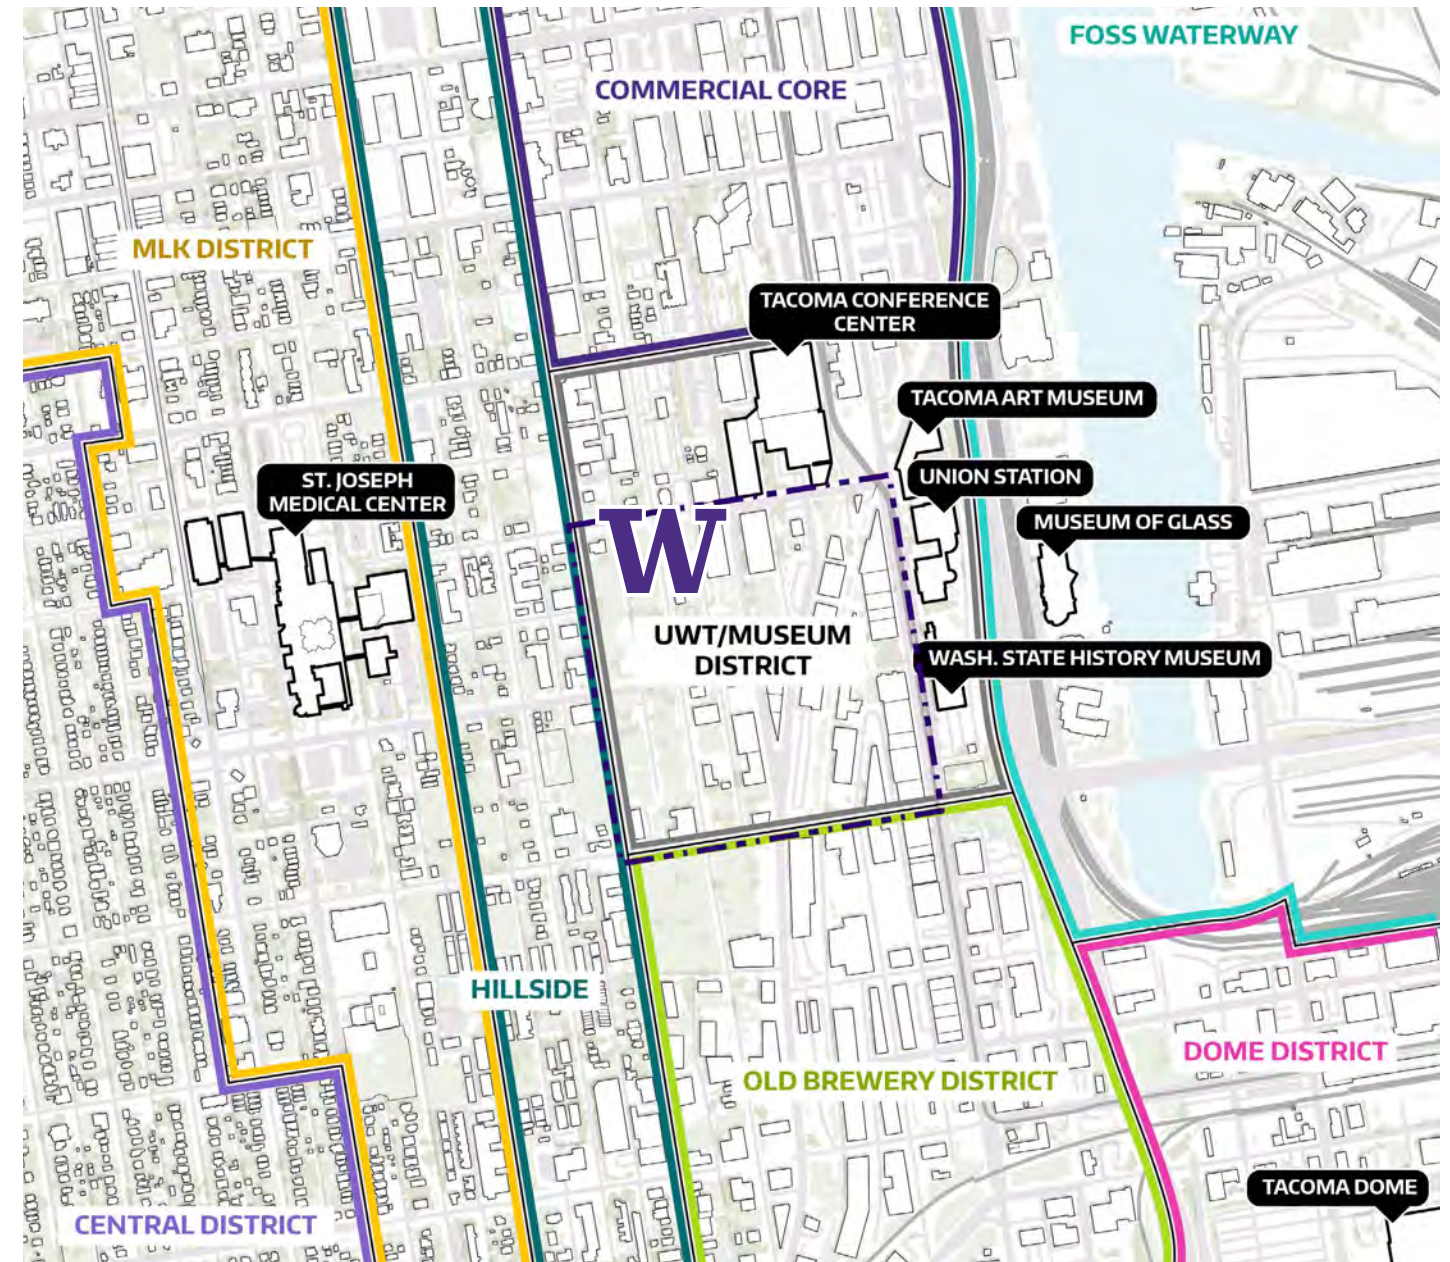 FOSS WATERWAY
COMMERCIAL CORE
MLK DISTRICT
TACOMA CONFERENCE
CENTER
TACOMA ART MUSEUM
ST. JOSEPH
MEDICAL CENTER
UNION STATION
W
MUSEUM OF GLASS
UWT/MUSEUM
DISTRICT
WASH. STATE HISTORY MUSEUM
HILLSIDE
DOME DISTRICT
OLD BREWERY DISTRICT
TACOMA DOME
CENTRAL DISTRICT